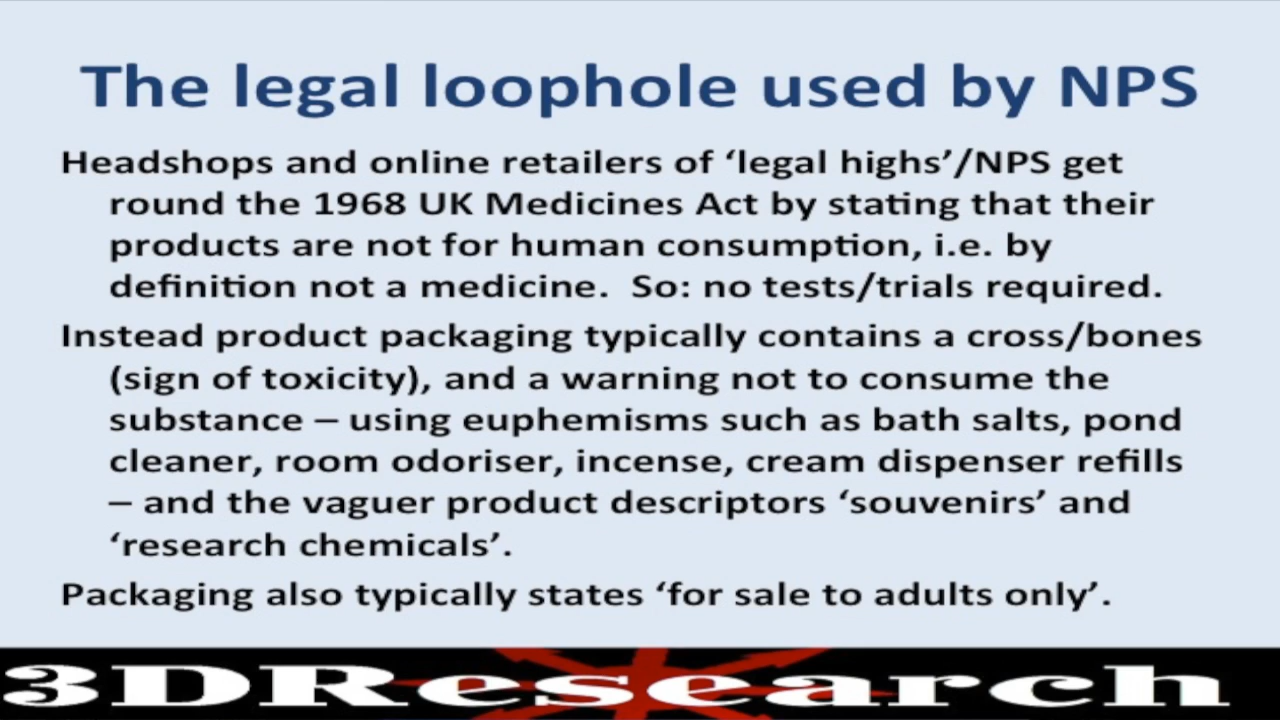 The legal loophole used by NPS
Headshops and online retailers of ‘legal highs’/NPS get
round the 1968 UK Medicines Act by stating that their
products are not for human consumption, i.e. by
definition not a medicine.  So: no tests/trials required.
Instead product packaging typically contains a cross/bones
(sign of toxicity), and a warning not to consume the
substance – using euphemisms such as bath salts, pond
cleaner, room odoriser, incense, cream dispenser refills
– and the vaguer product descriptors ‘souvenirs’ and
‘research chemicals’.
Packaging also typically states ‘for sale to adults only’.
3DResearch